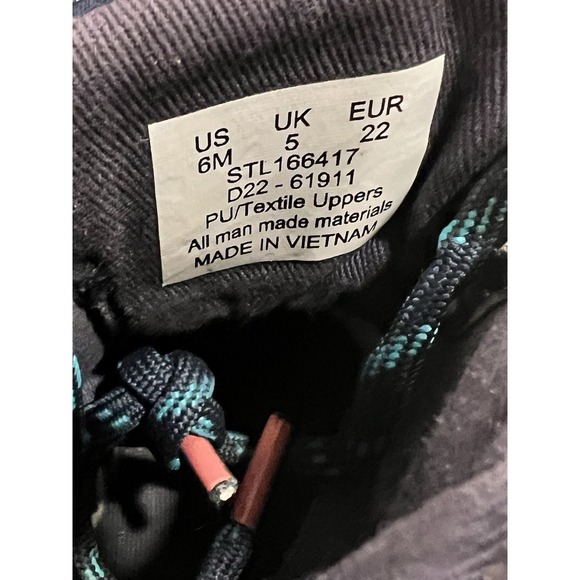 US UK EUR
6M 5 22
STL166417
D22 - 61911
PU/Textile Uppers
All man made materials
MADE IN VIETNAM